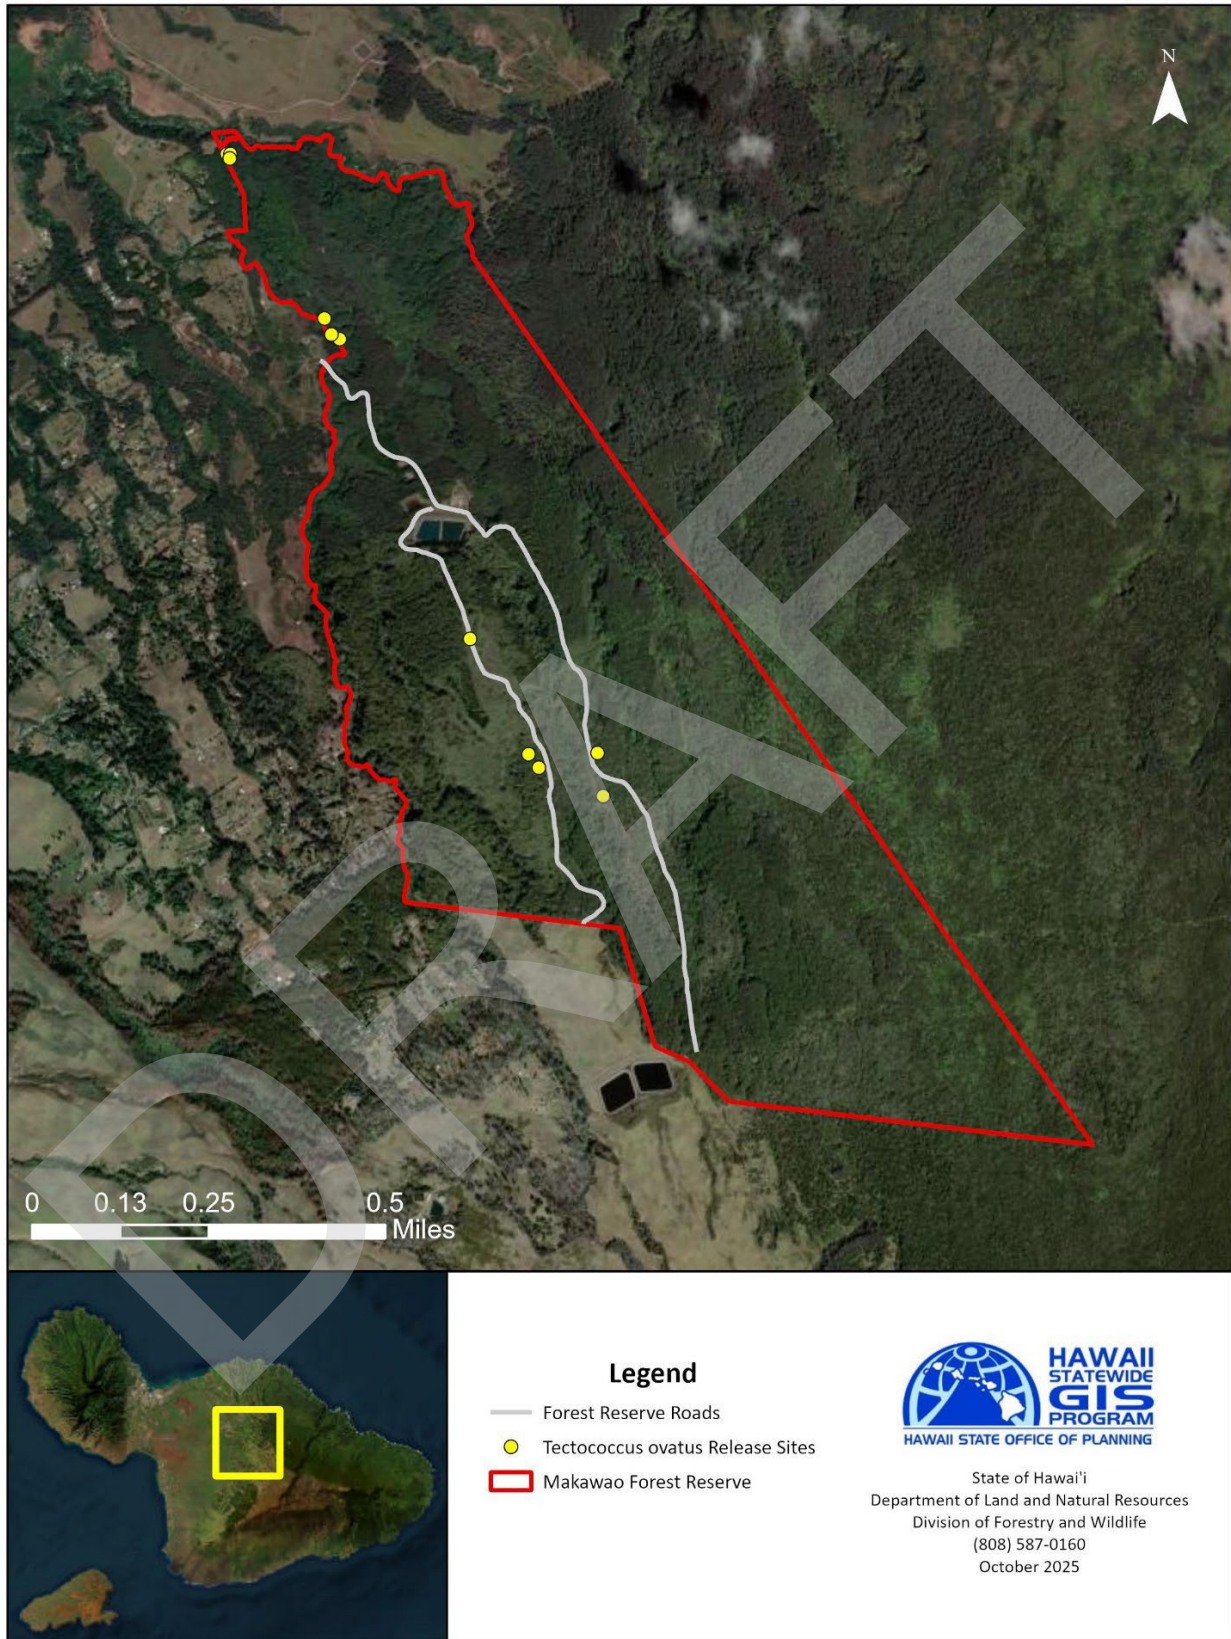 N
DRAFT
0 0.13 0.25 0.5
Miles
Legend
Forest Reserve Roads
Tectococcus ovatus Release Sites
Makawao Forest Reserve
HAWAII
STATEWIDE
GIS
PROGRAM
HAWAII STATE OFFICE OF PLANNING
State of Hawai'i
Department of Land and Natural Resources
Division of Forestry and Wildlife
(808) 587-0160
October 2025